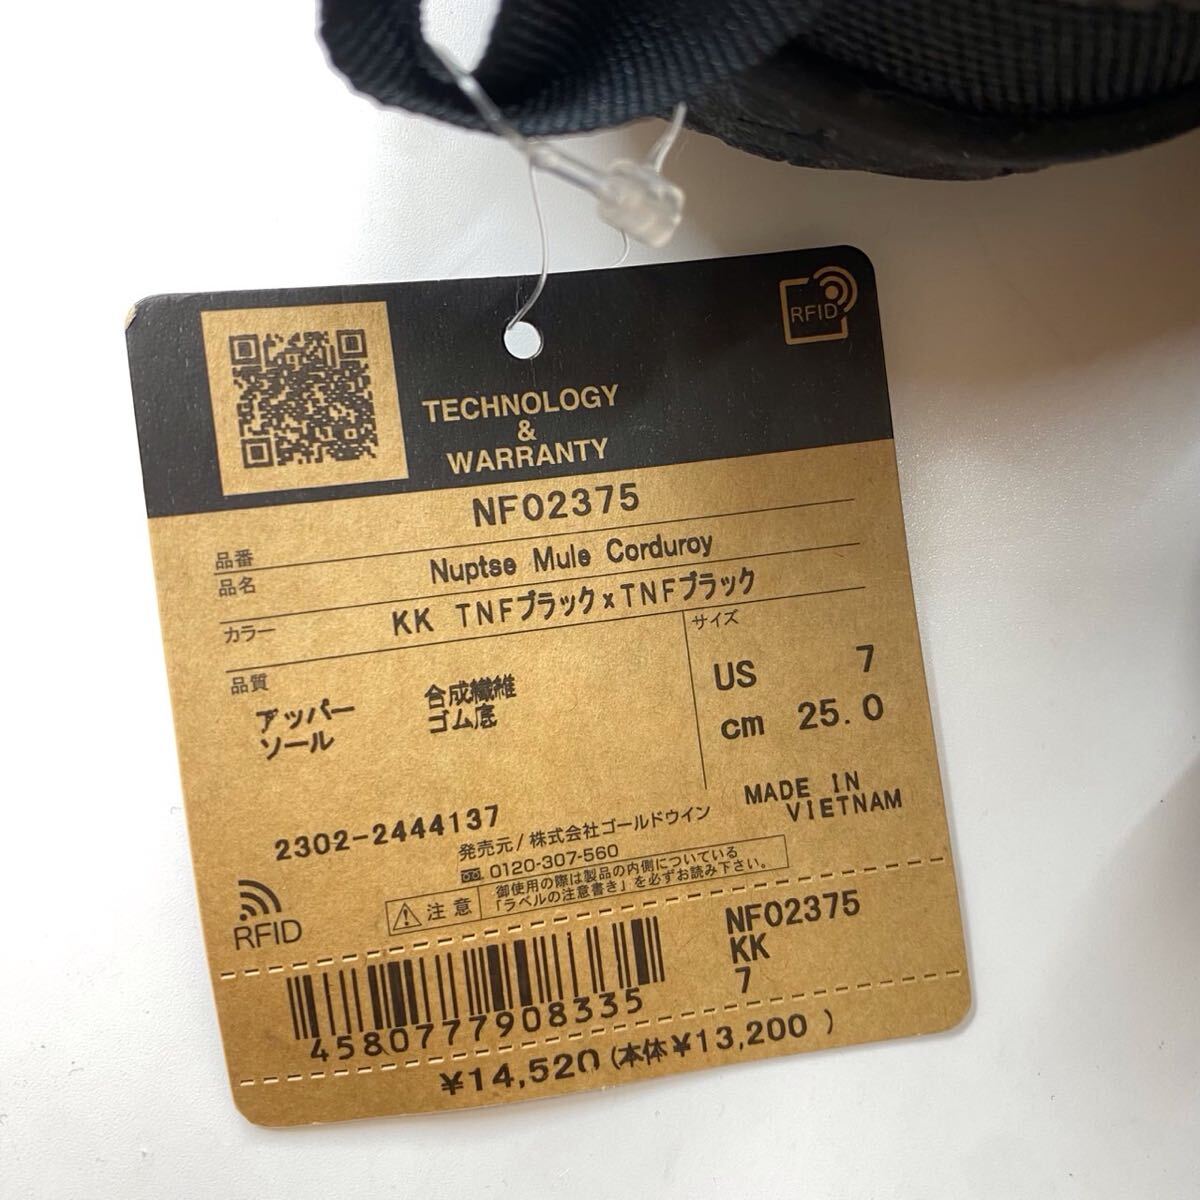 RFID
TECHNOLOGY
&
WARRANTY
品番 NF02375
品名 Nuptse Mule Corduroy
カラー KK TNFブラック×TNFブラック
品質
アッパー 合成繊維
ソール ゴム底
サイズ
US 7
cm 25.0
MADE IN
VIETNAM
2302-2444137
発売元/株式会社ゴールドウイン
0120-307-560
注意
御使用の際は製品の内側についている
「ラベルの注意書き」を必ずお読み下さい。
RFID
NF02375
KK
7
4580777908335
¥14,520(本体¥13,200 )